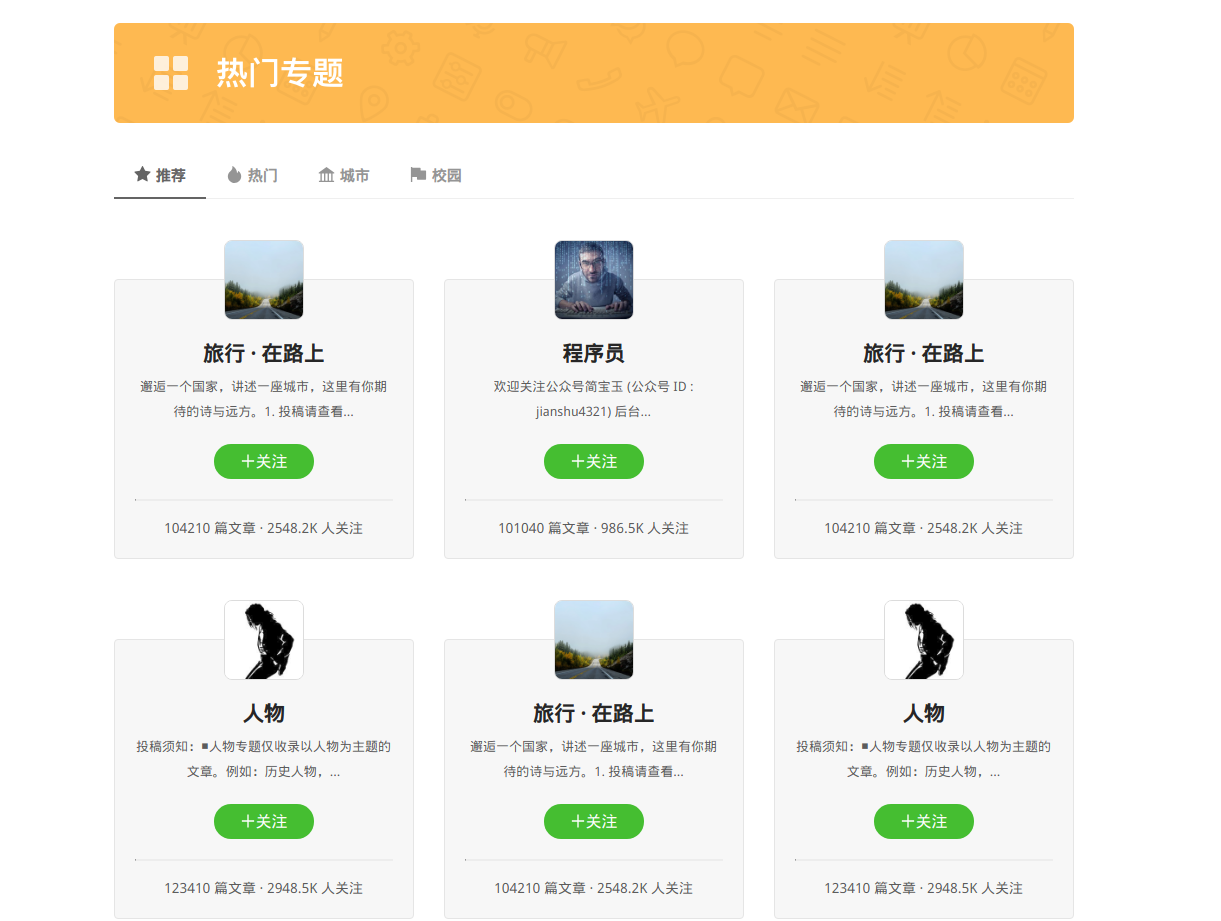 热门专题
推荐 热门 城市 校园
旅行 · 在路上
邂逅一个国家，讲述一座城市，这里有你期
待的诗与远方。1. 投稿请查看...
＋关注
104210 篇文章 · 2548.2K 人关注
程序员
欢迎关注公众号简宝玉 (公众号 ID :
jianshu4321) 后台...
＋关注
101040 篇文章 · 986.5K 人关注
旅行 · 在路上
邂逅一个国家，讲述一座城市，这里有你期
待的诗与远方。1. 投稿请查看...
＋关注
104210 篇文章 · 2548.2K 人关注
人物
投稿须知：▪人物专题仅收录以人物为主题的
文章。例如：历史人物，...
＋关注
123410 篇文章 · 2948.5K 人关注
旅行 · 在路上
邂逅一个国家，讲述一座城市，这里有你期
待的诗与远方。1. 投稿请查看...
＋关注
104210 篇文章 · 2548.2K 人关注
人物
投稿须知：▪人物专题仅收录以人物为主题的
文章。例如：历史人物，...
＋关注
123410 篇文章 · 2948.5K 人关注